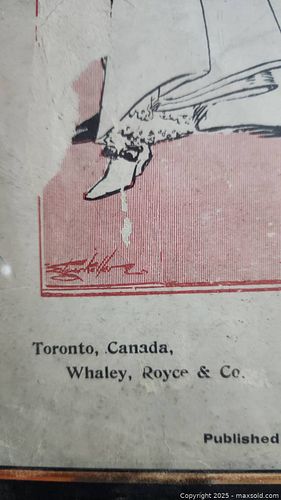 Toronto, Canada,
Whaley, Royce & Co.
Published
Copyright 2025 - maxsold.com